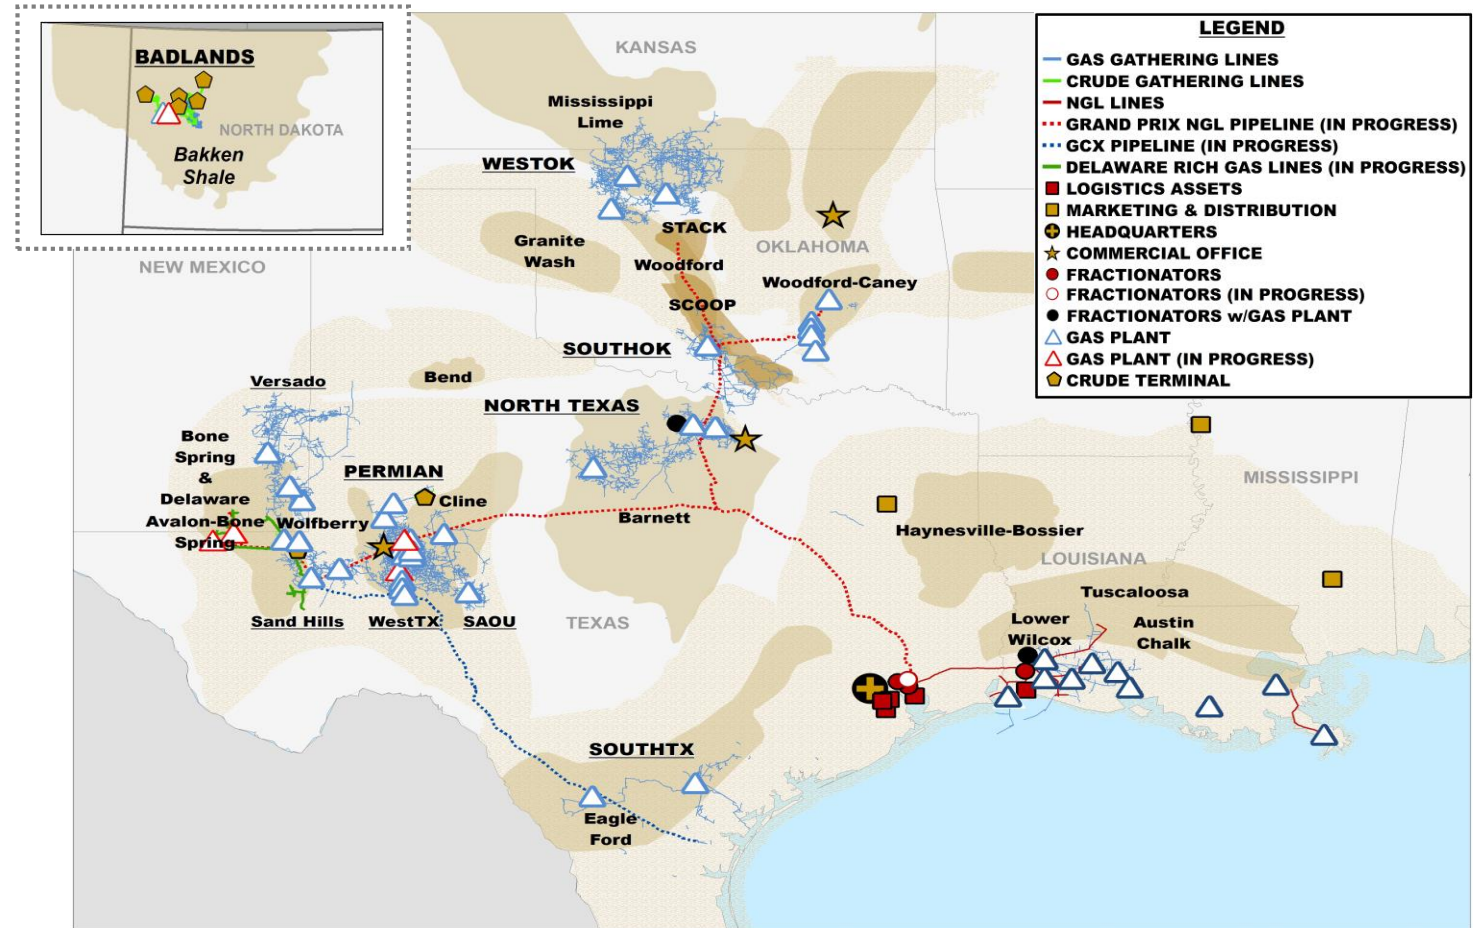 BADLANDS
NORTH DAKOTA
Bakken
Shale
KANSAS
Mississippi
Lime
WESTOK
STACK
Granite
Wash
OKLAHOMA
NEW MEXICO
Woodford
Woodford-Caney
SCOOP
SOUTHOK
Bend
Versado
NORTH TEXAS
Bone
Spring
&
Delaware
PERMIAN
Cline
Avalon-Bone
Spring
Wolfberry
Barnett
Haynesville-Bossier
MISSISSIPPI
LOUISIANA
Tuscaloosa
Sand Hills
WestTX
SAOU
TEXAS
Lower
Wilcox
Austin
Chalk
SOUTHTX
Eagle
Ford
LEGEND
GAS GATHERING LINES
CRUDE GATHERING LINES
NGL LINES
GRAND PRIX NGL PIPELINE (IN PROGRESS)
GCX PIPELINE (IN PROGRESS)
DELAWARE RICH GAS LINES (IN PROGRESS)
LOGISTICS ASSETS
MARKETING & DISTRIBUTION
HEADQUARTERS
COMMERCIAL OFFICE
FRACTIONATORS
FRACTIONATORS (IN PROGRESS)
FRACTIONATORS w/GAS PLANT
GAS PLANT
GAS PLANT (IN PROGRESS)
CRUDE TERMINAL